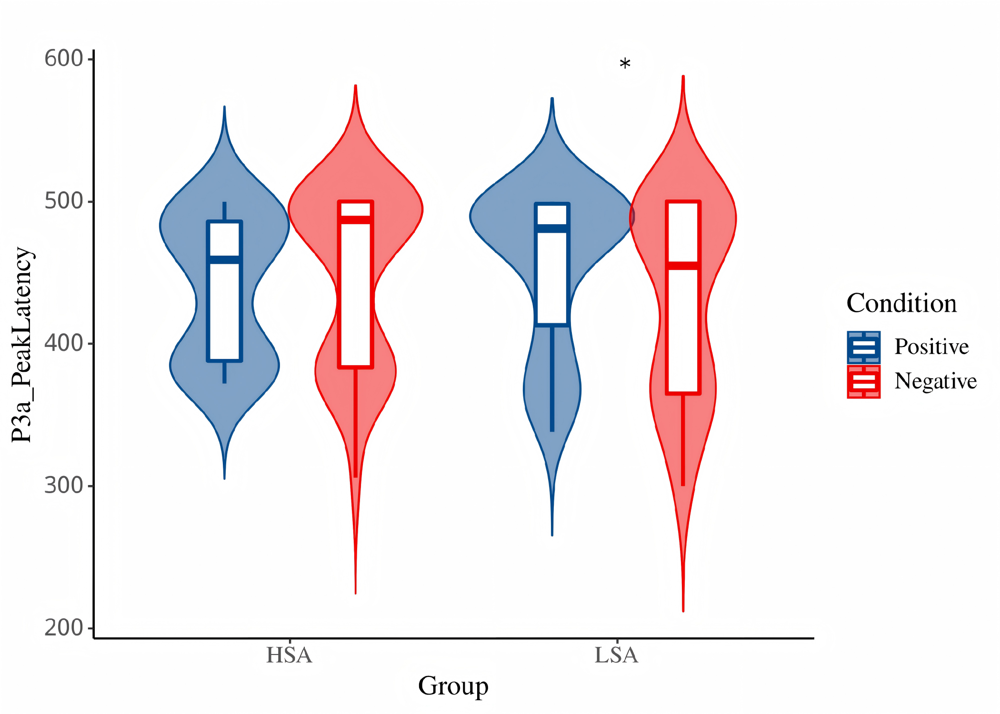 P3a_PeakLatency
600
500
400
300
200
*
HSA
LSA
Group
Condition
Positive
Negative